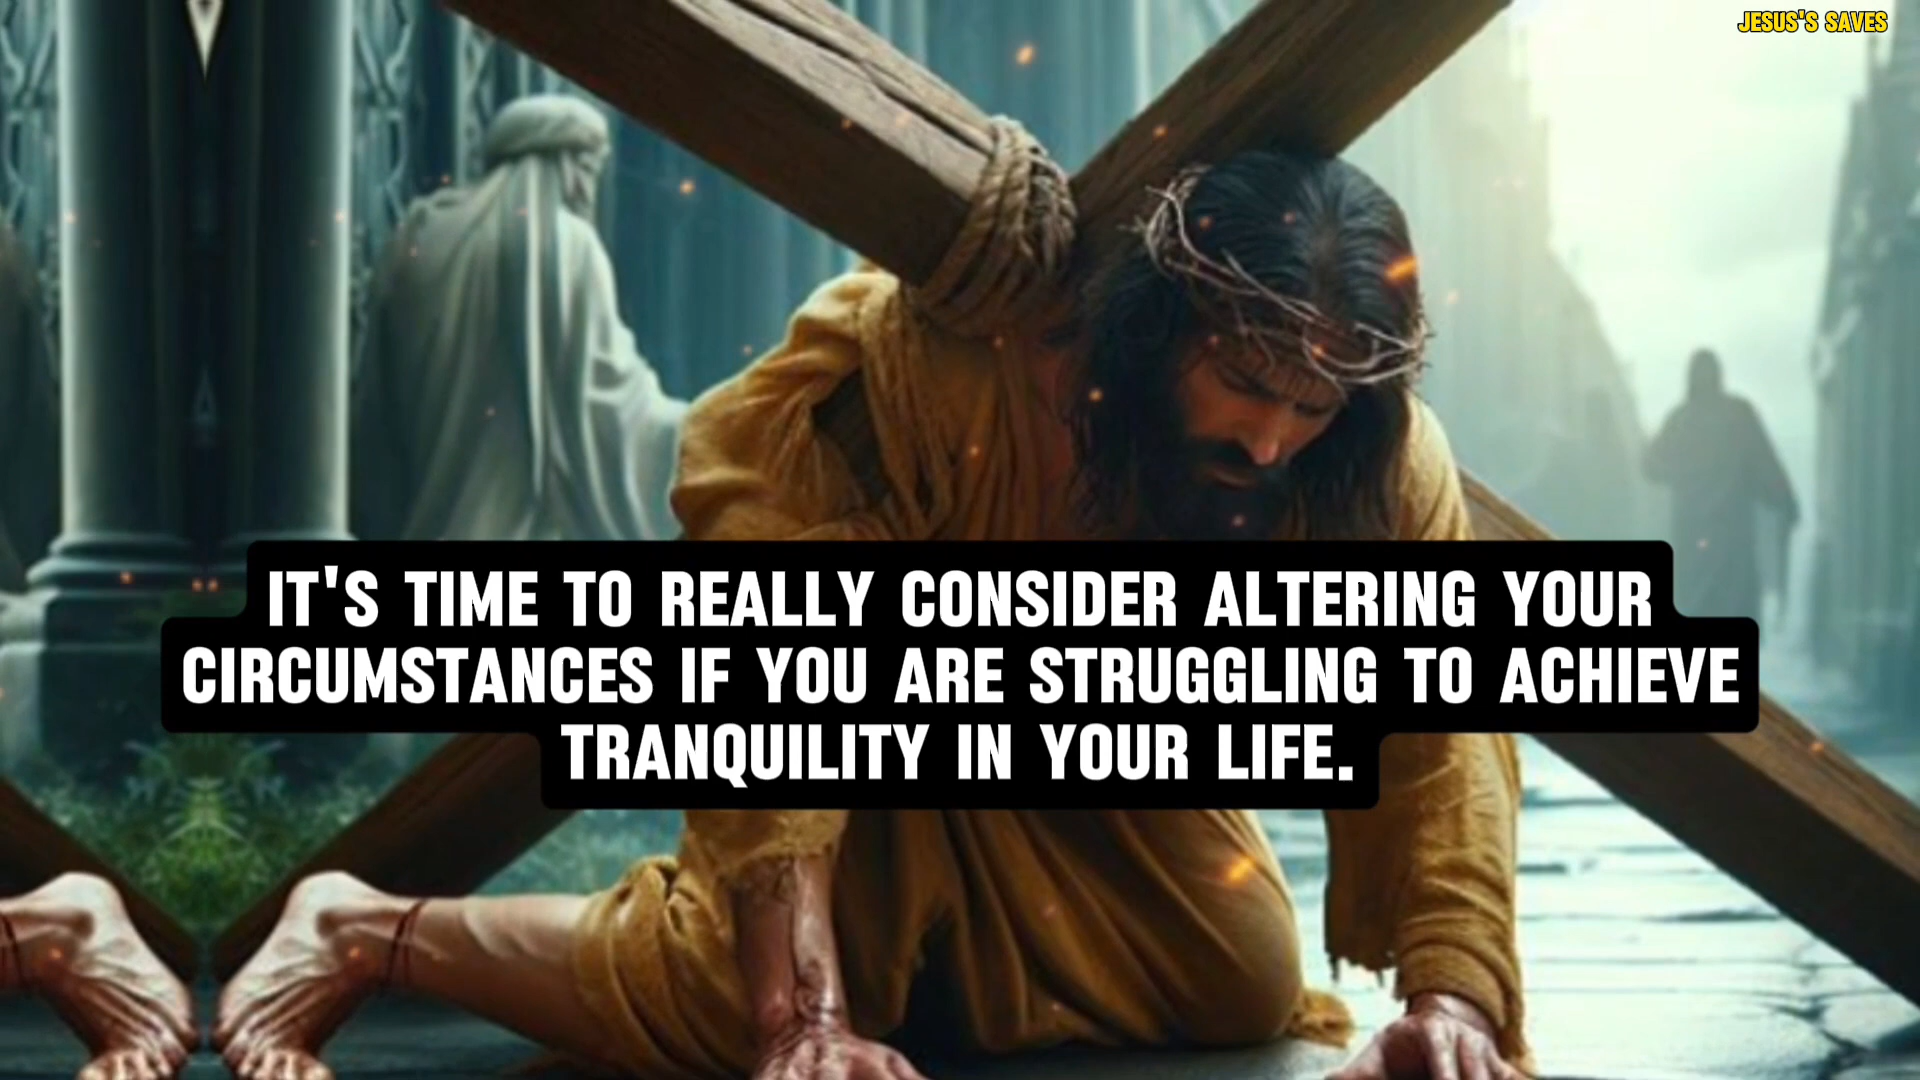 JESUS'S SAVES
IT'S TIME TO REALLY CONSIDER ALTERING YOUR
CIRCUMSTANCES IF YOU ARE STRUGGLING TO ACHIEVE
TRANQUILITY IN YOUR LIFE.